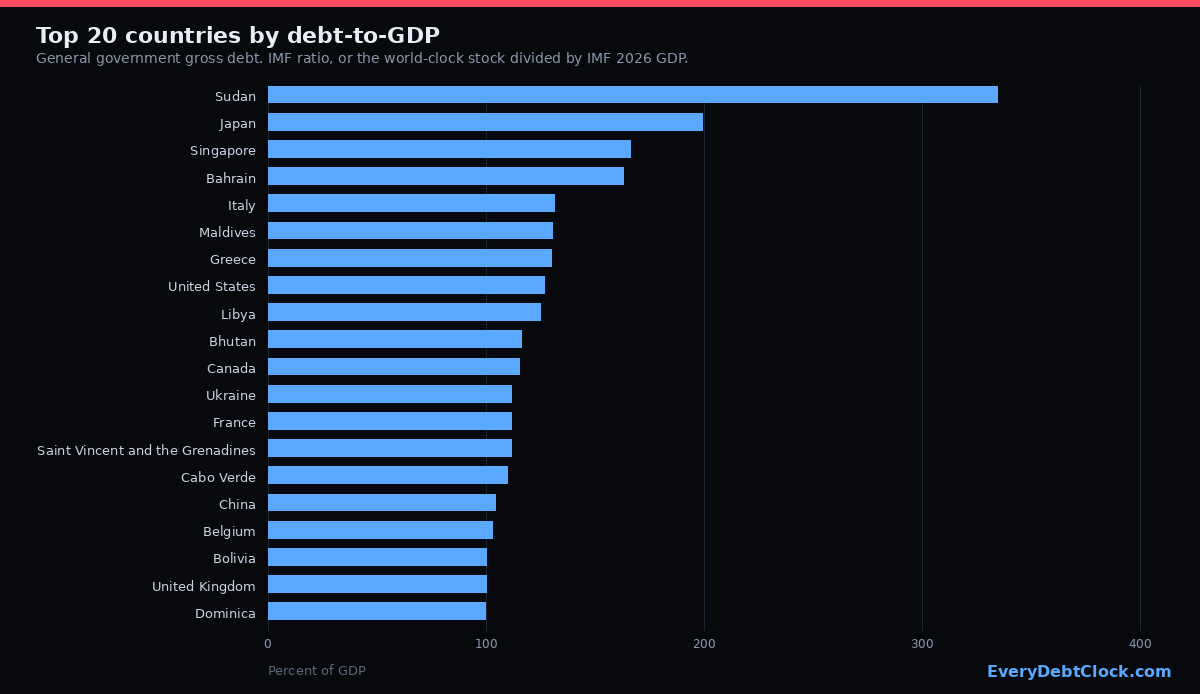 Top 20 countries by debt-to-GDP
General government gross debt. IMF ratio, or the world-clock stock divided by IMF 2026 GDP.
Sudan
Japan
Singapore
Bahrain
Italy
Maldives
Greece
United States
Libya
Bhutan
Canada
Ukraine
France
Saint Vincent and the Grenadines
Cabo Verde
China
Belgium
Bolivia
United Kingdom
Dominica
0 100 200 300 400
Percent of GDP
EveryDebtClock.com